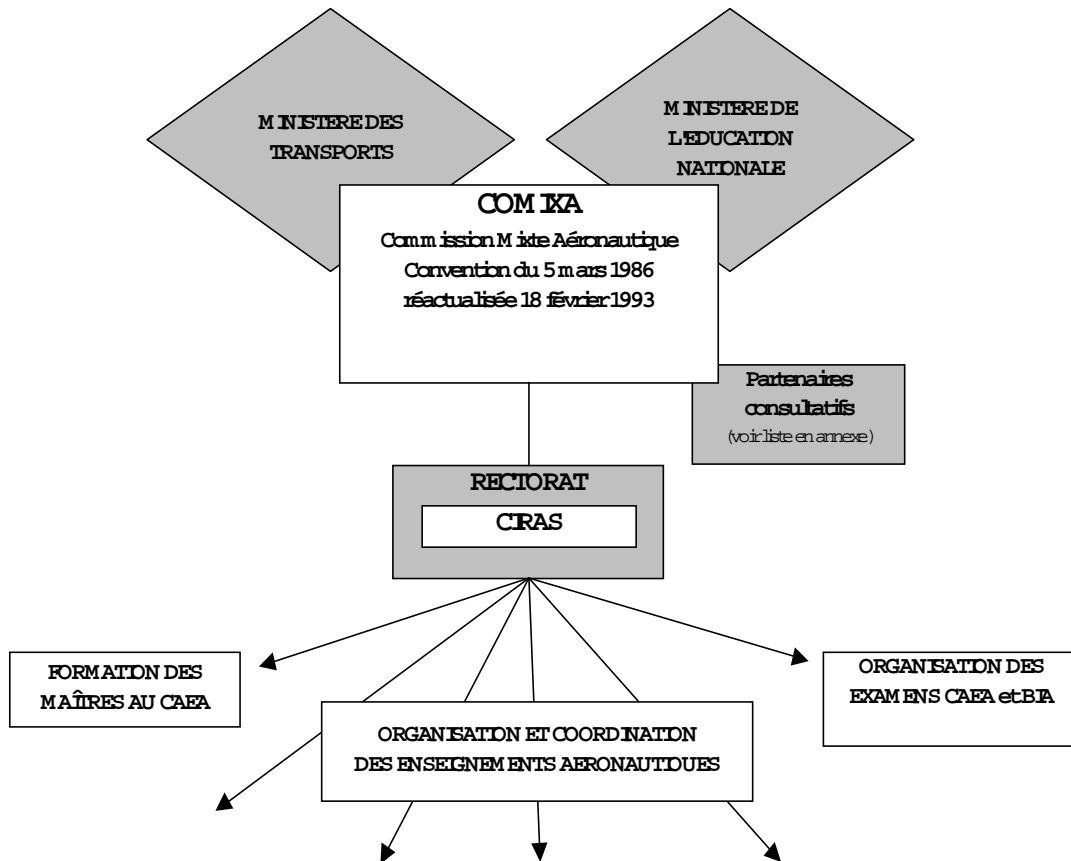 MINISTERE DES
TRANSPORTS
MINISTERE DE
L'EDUCATION
NATIONALE
COMIXA
Commission Mixte Aéronautique
Convention du 5 mars 1986
réactualisée 18 février 1993
Partenaires
consultatifs
(voir liste en annexe)
RECTORAT
CIRAS
FORMATION DES
MAÎTRES AU CAEA
ORGANISATION ET COORDINATION
DES ENSEIGNEMENTS AERONAUTIQUES
ORGANISATION DES
EXAMENS CAEA et BIA